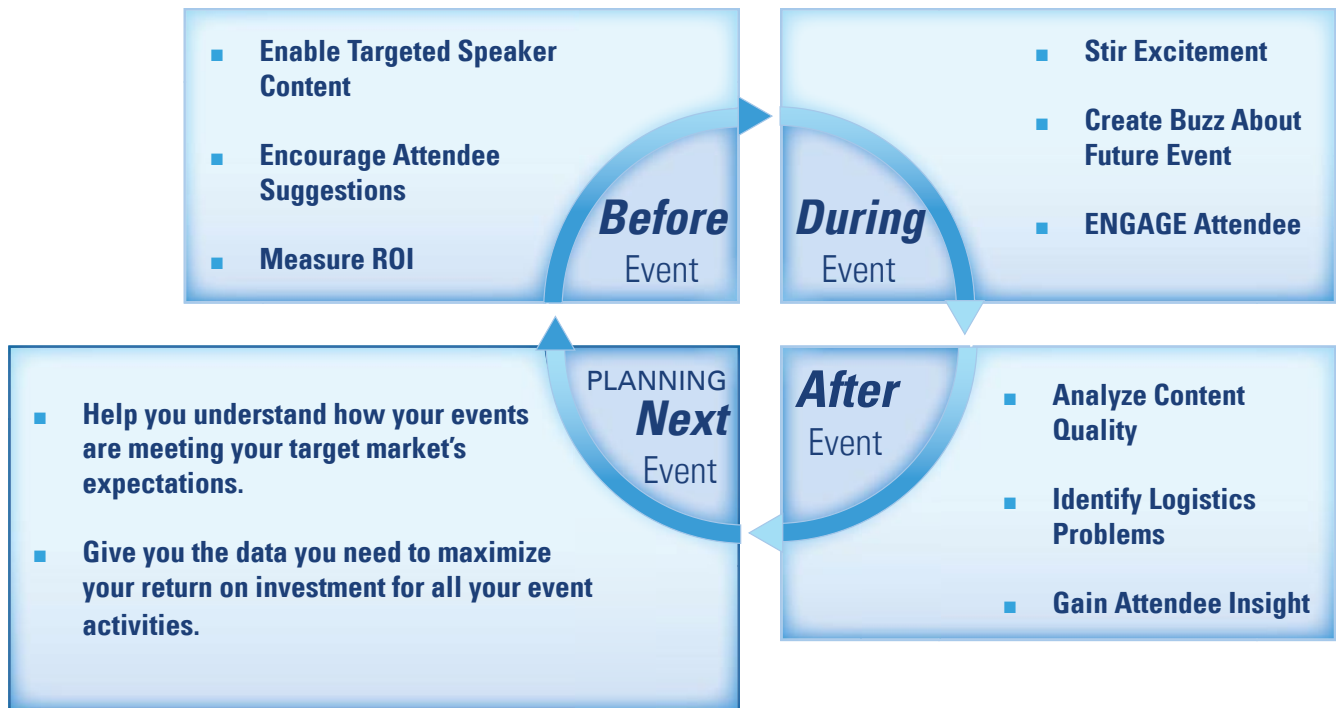 ■ Enable Targeted Speaker
Content
■ Encourage Attendee
Suggestions
■ Measure ROI
Before
Event
During
Event
■ Stir Excitement
■ Create Buzz About
Future Event
■ ENGAGE Attendee
■ Help you understand how your events
are meeting your target market’s
expectations.
■ Give you the data you need to maximize
your return on investment for all your event
activities.
PLANNING
Next
Event
After
Event
■ Analyze Content
Quality
■ Identify Logistics
Problems
■ Gain Attendee Insight